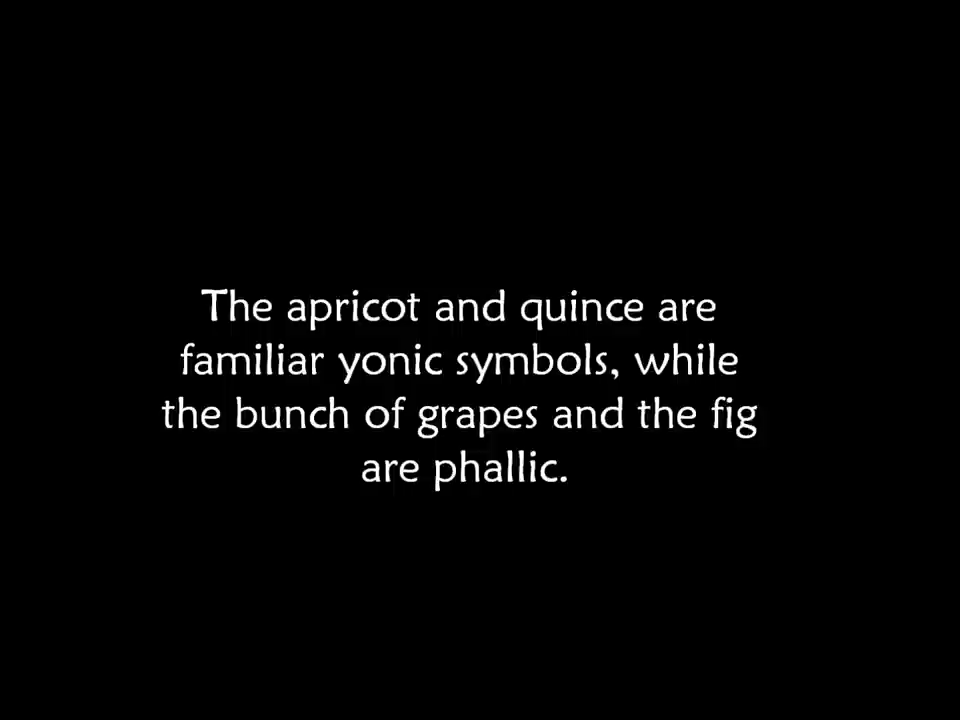 The apricot and quince are
familiar yonic symbols, while
the bunch of grapes and the fig
are phallic.